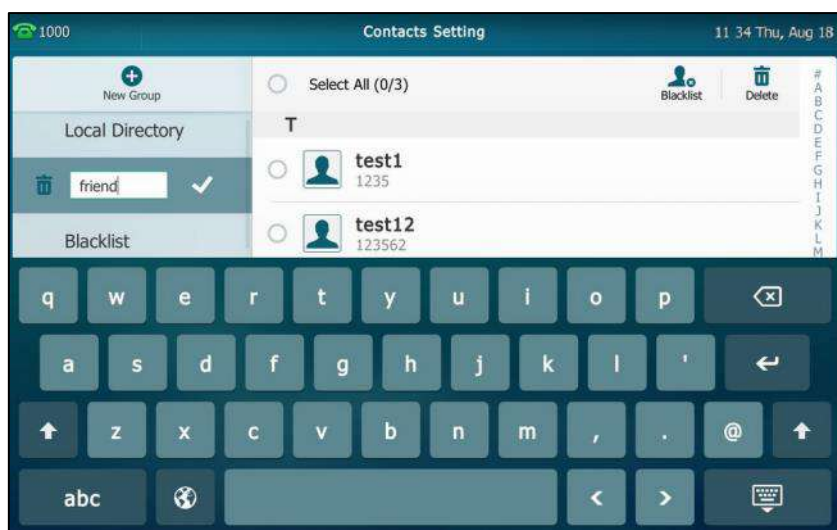 1000 Contacts Setting 11 34 Thu, Aug 18
New Group
Select All (0/3)
Blacklist
Delete
Local Directory
friend
Blacklist
T
test1
1235
test12
123562
#
A
B
C
D
E
F
G
H
I
J
K
L
M
q w e r t y u i o p
a s d f g h j k l '
z x c v b n m , . @
abc < >